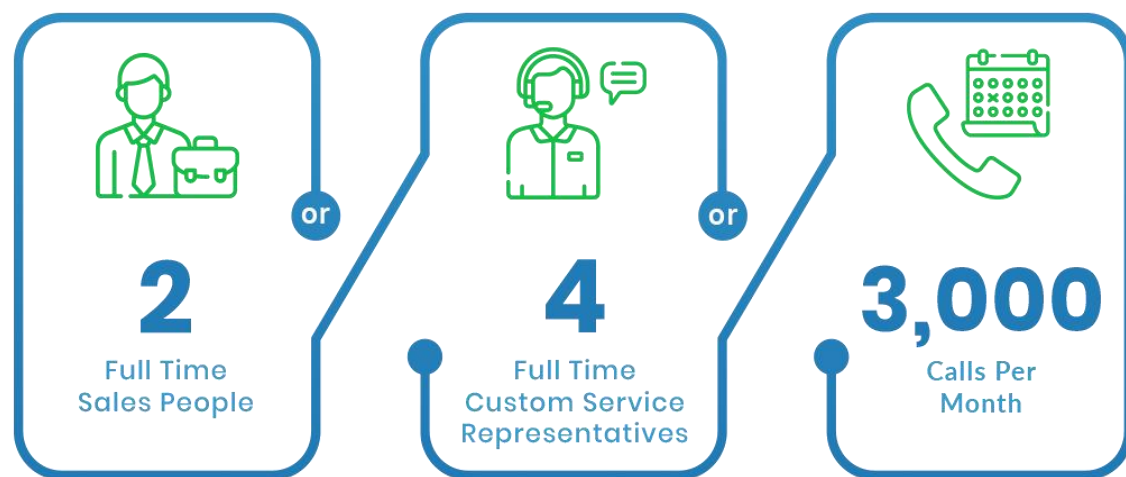 or
2
Full Time
Sales People
or
4
Full Time
Custom Service
Representatives
3,000
Calls Per
Month